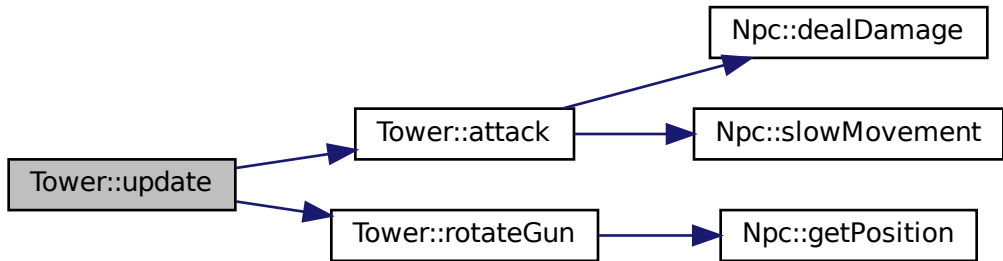 Npc::dealDamage
Tower::attack
Npc::slowMovement
Tower::update
Tower::rotateGun
Npc::getPosition